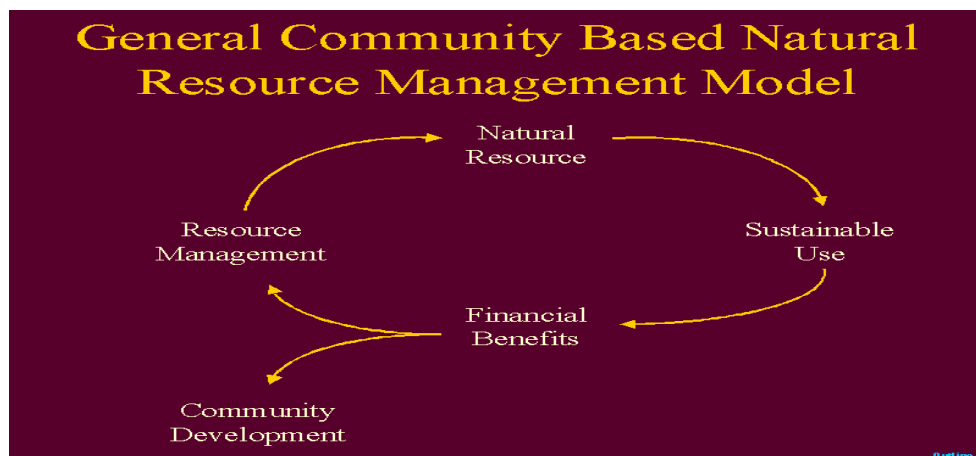 General Community Based Natural
Resource Management Model
Natural
Resource
Resource
Management
Sustainable
Use
Financial
Benefits
Community
Development